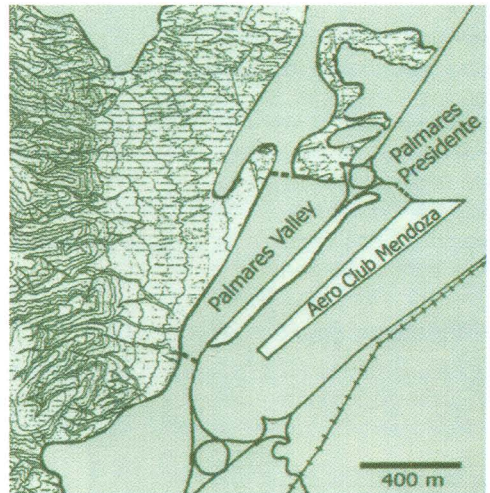 Palmares
Presidente
Palmares Valley
Aero Club Mendoza
400 m